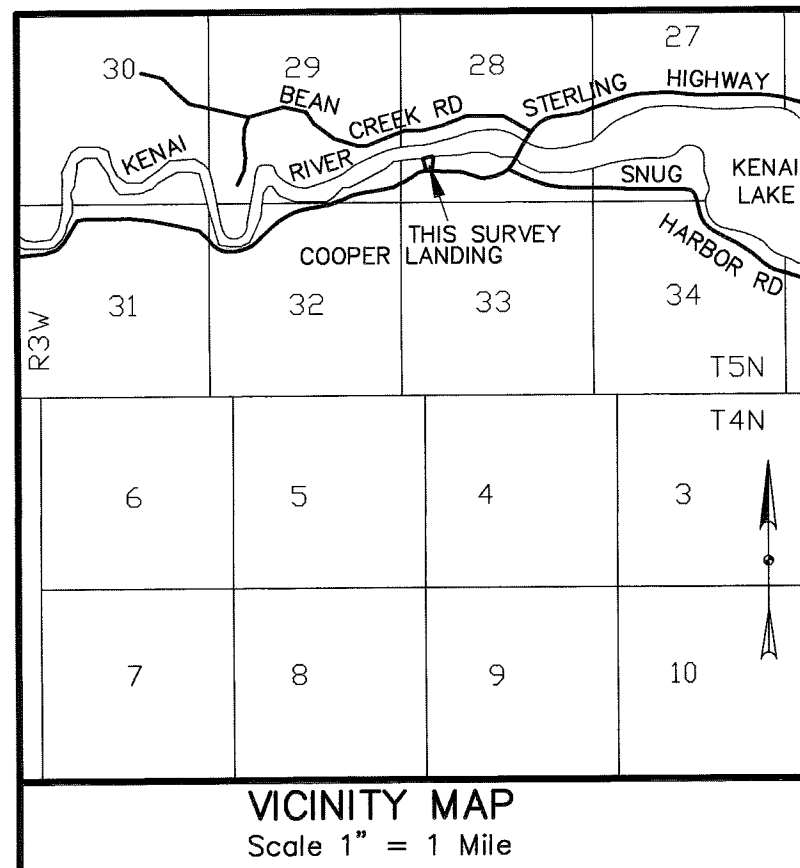 27
30
29
28
STERLING HIGHWAY
BEAN CREEK RD
KENAI RIVER
SNUG HARBOR RD
KENAI
LAKE
THIS SURVEY
COOPER LANDING
31
32
33
34
R3W
T5N
T4N
6
5
4
3
7
8
9
10
VICINITY MAP
Scale 1" = 1 Mile